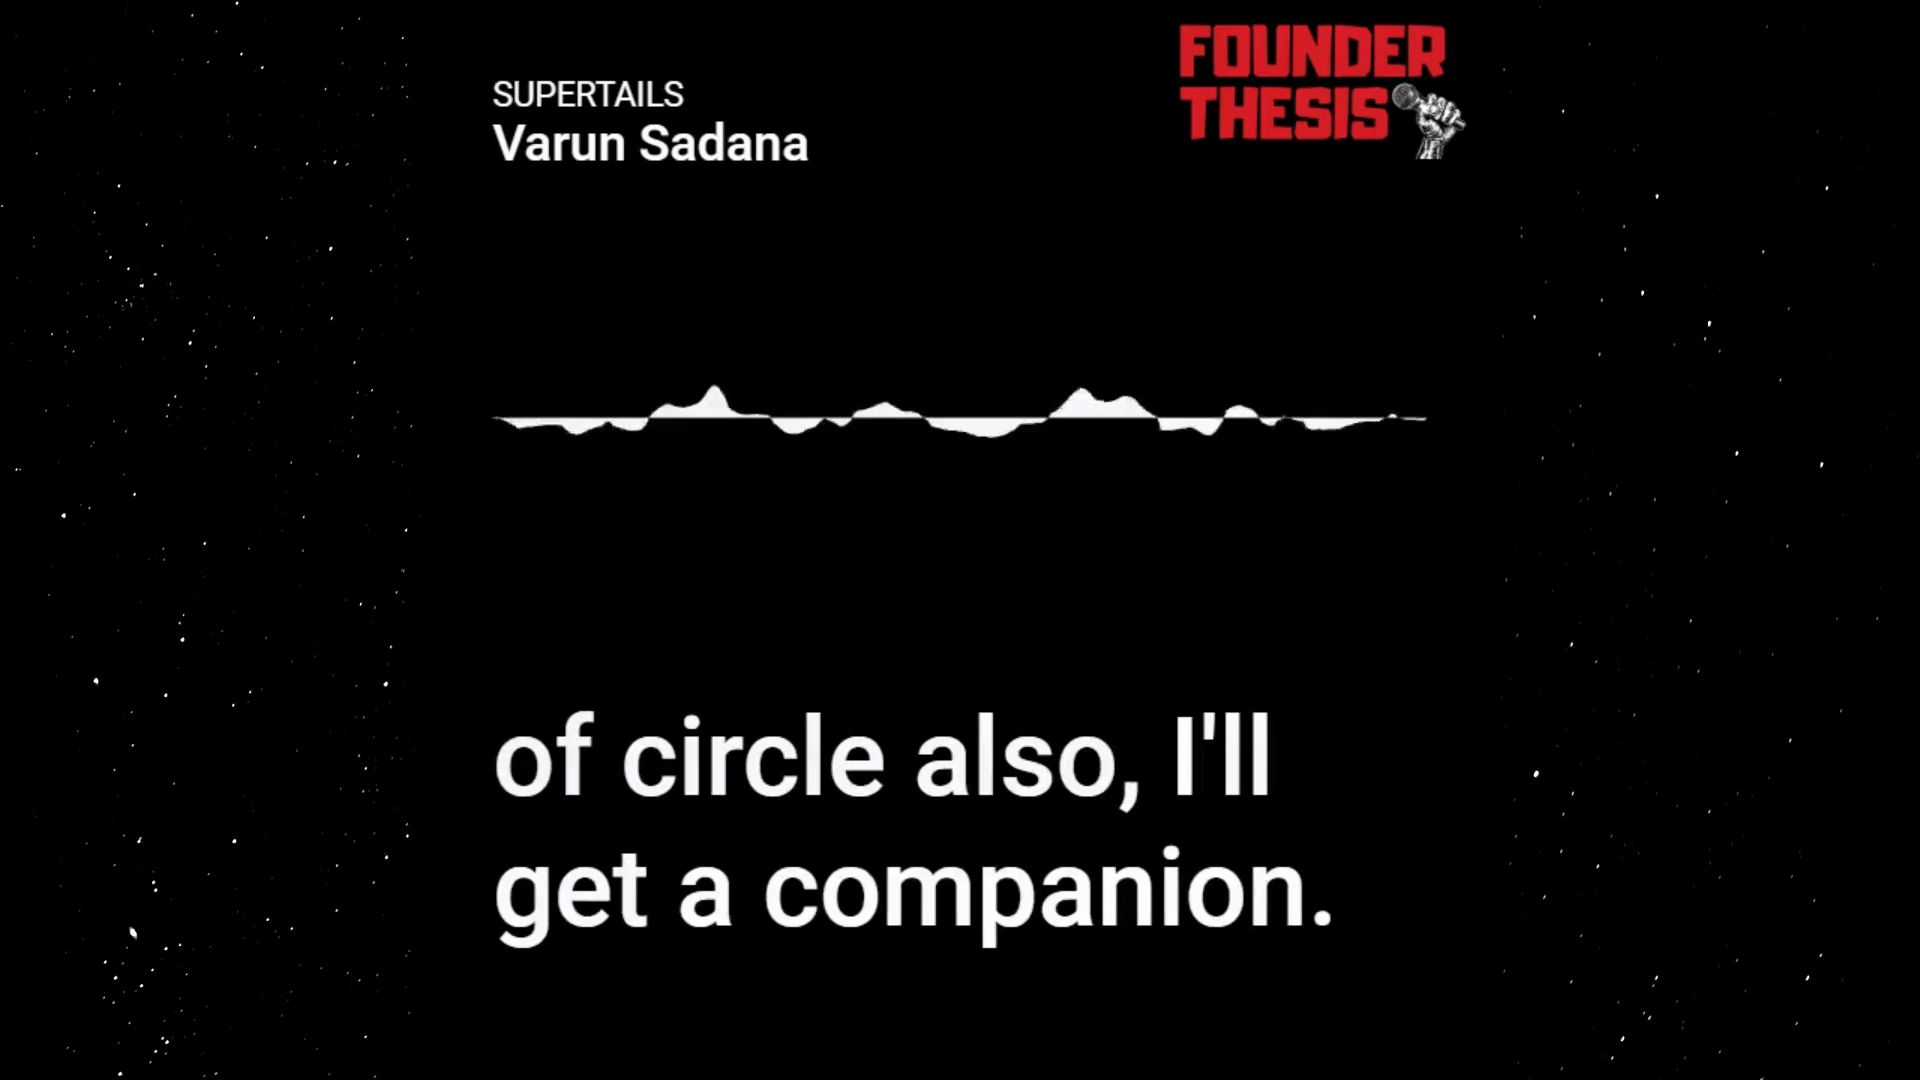 SUPERTAILS
Varun Sadana
FOUNDER
THESIS
of circle also, I'll
get a companion.